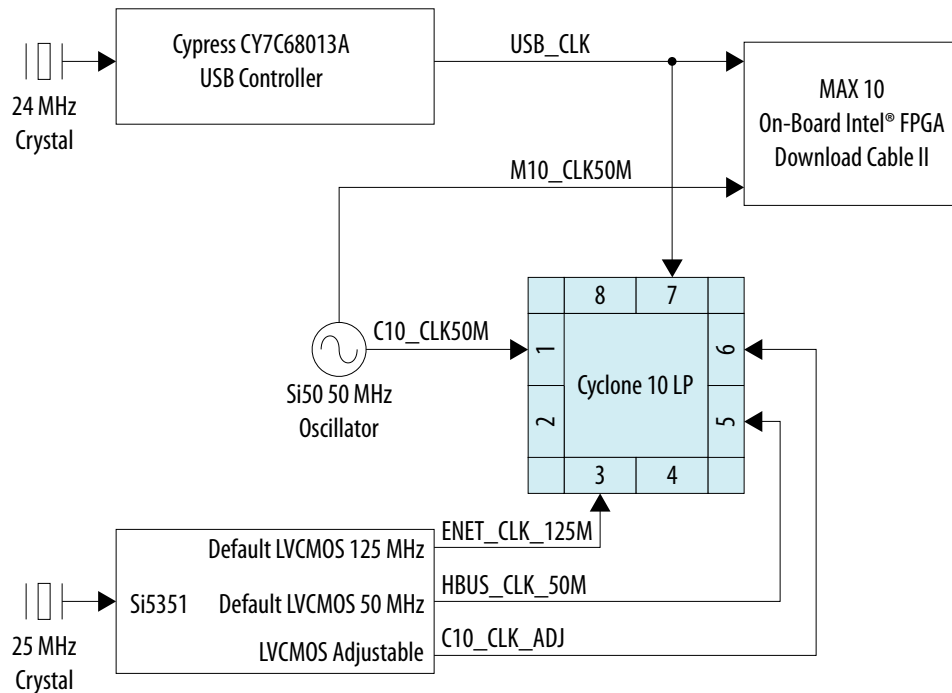 24 MHz
Crystal
Cypress CY7C68013A
USB Controller
USB_CLK
MAX 10
On-Board Intel® FPGA
Download Cable II
M10_CLK50M
C10_CLK50M
Si50 50 MHz
Oscillator
8
7
1
6
Cyclone 10 LP
2
5
3
4
ENET_CLK_125M
Default LVCMOS 125 MHz
HBUS_CLK_50M
Si5351
Default LVCMOS 50 MHz
C10_CLK_ADJ
LVCMOS Adjustable
25 MHz
Crystal